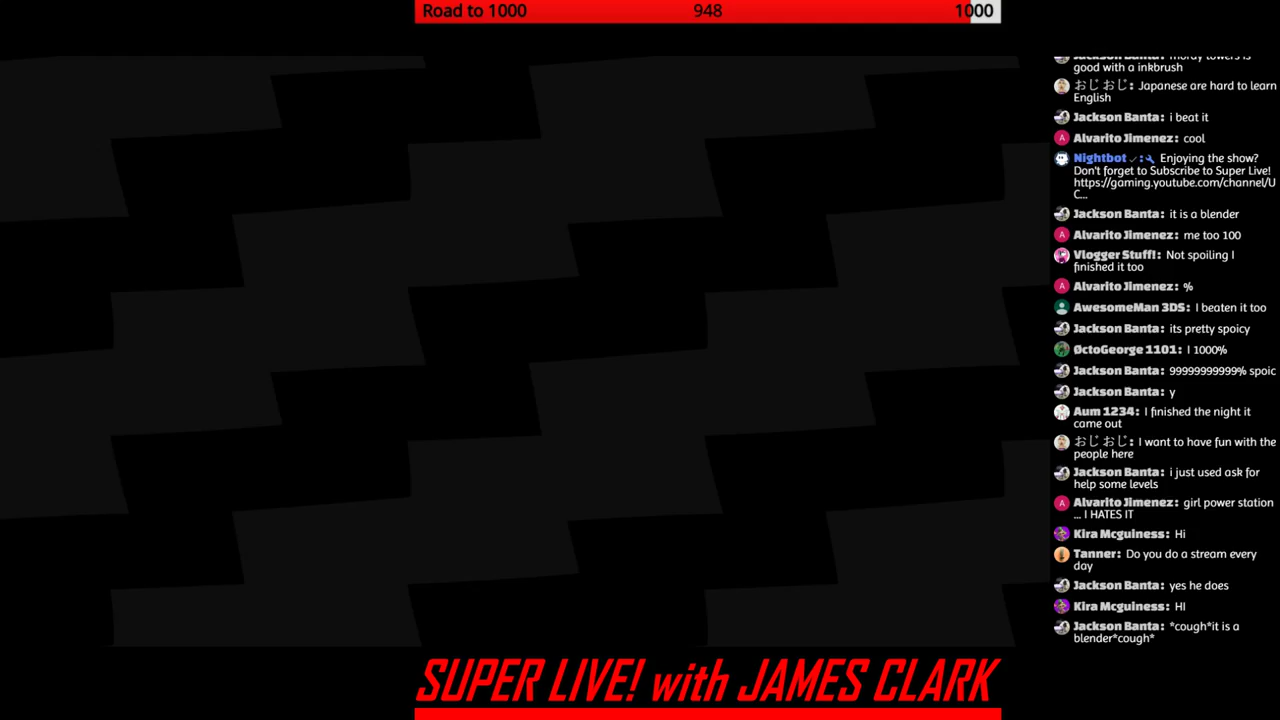 Road to 1000 948 1000
good with a inkbrush
おじ おじ: Japanese are hard to learn
English
Jackson Banta: i beat it
A Alvarito Jimenez: cool
Nightbot ✓: Enjoying the show?
Don't forget to Subscribe to Super Live!
https://gaming.youtube.com/channel/U
C...
Jackson Banta: it is a blender
A Alvarito Jimenez: me too 100
Vlogger Stuff!: Not spoiling I
finished it too
A Alvarito Jimenez: %
AwesomeMan 3DS: I beaten it too
Jackson Banta: its pretty spoicy
ØctoGeorge 1101: I 1000%
Jackson Banta: 99999999999% spoic
Jackson Banta: y
Aum 1234: I finished the night it
came out
おじ おじ: I want to have fun with the
people here
Jackson Banta: i just used ask for
help some levels
A Alvarito Jimenez: girl power station
... I HATES IT
Kira Mcguiness: Hi
Tanner: Do you do a stream every
day
Jackson Banta: yes he does
Kira Mcguiness: HI
Jackson Banta: *cough*it is a
blender*cough*
SUPER LIVE! with JAMES CLARK